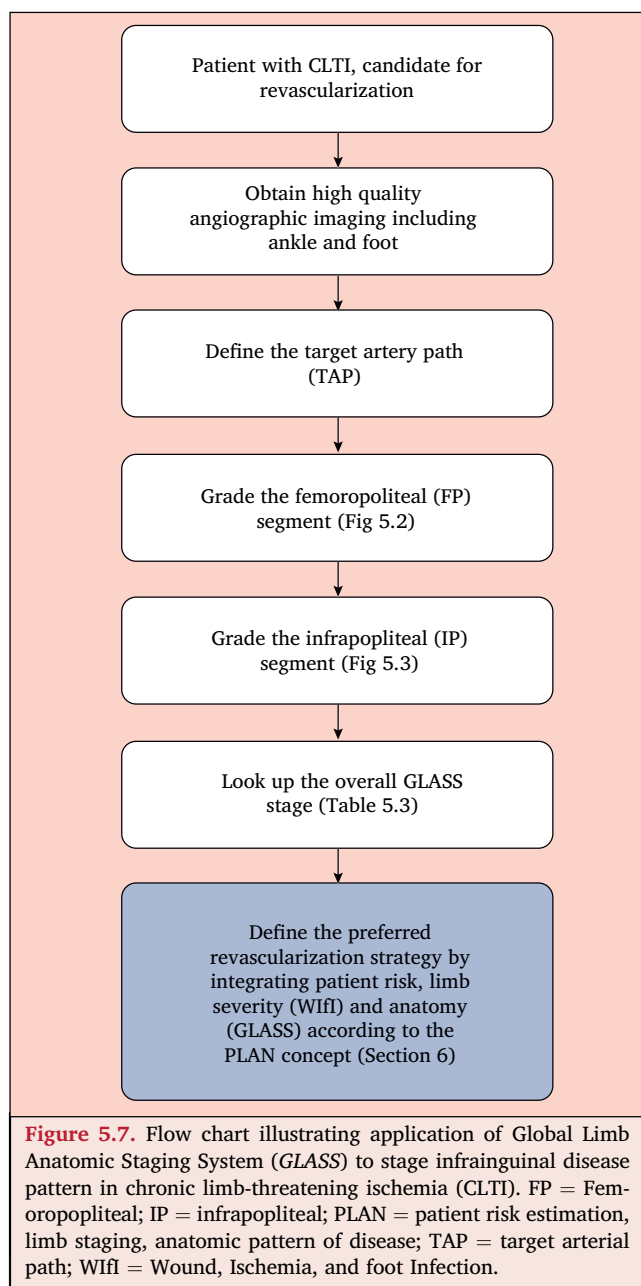 Patient with CLTI, candidate for
revascularization
Obtain high quality
angiographic imaging including
ankle and foot
Define the target artery path
(TAP)
Grade the femoropoliteal (FP)
segment (Fig 5.2)
Grade the infrapopliteal (IP)
segment (Fig 5.3)
Look up the overall GLASS
stage (Table 5.3)
Define the preferred
revascularization strategy by
integrating patient risk, limb
severity (WIfI) and anatomy
(GLASS) according to the
PLAN concept (Section 6)
Figure 5.7. Flow chart illustrating application of Global Limb
Anatomic Staging System (GLASS) to stage infrainguinal disease
pattern in chronic limb-threatening ischemia (CLTI). FP = Fem-
oropopliteal; IP = infrapopliteal; PLAN = patient risk estimation,
limb staging, anatomic pattern of disease; TAP = target arterial
path; WIfI = Wound, Ischemia, and foot Infection.